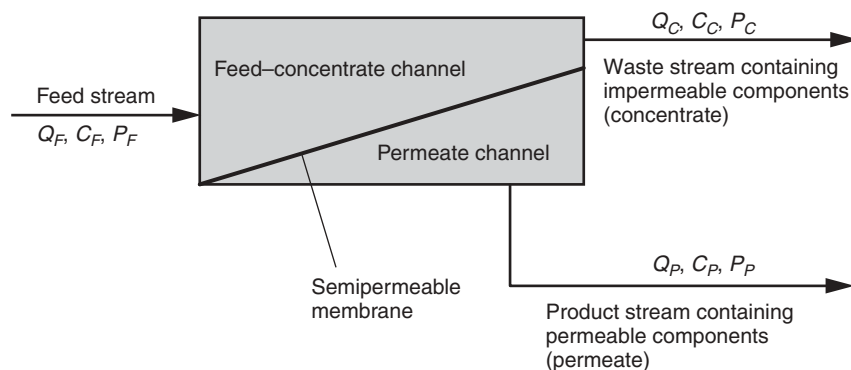 Q_C, C_C, P_C
Feed–concentrate channel
Waste stream containing
impermeable components
(concentrate)
Feed stream
Q_F, C_F, P_F
Permeate channel
Q_P, C_P, P_P
Semipermeable
membrane
Product stream containing
permeable components
(permeate)